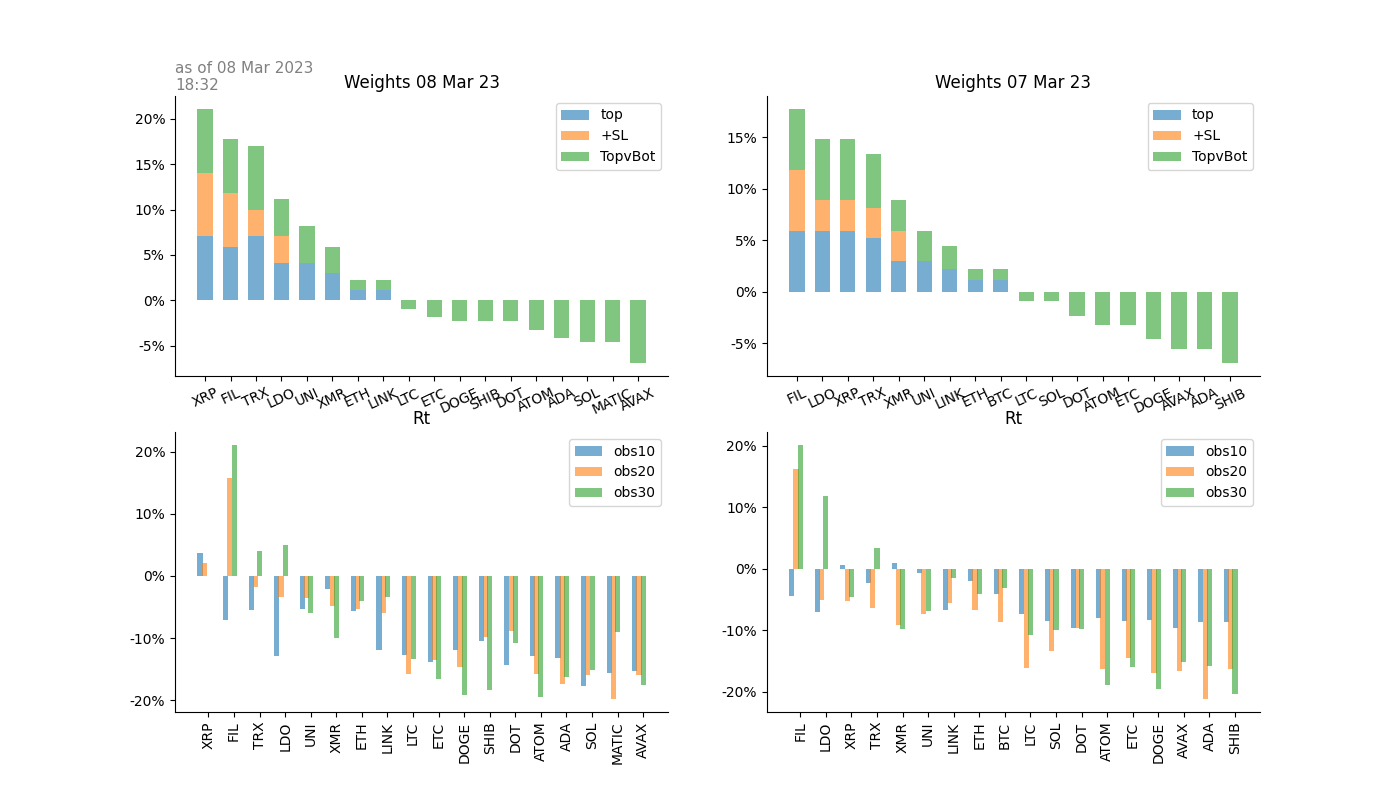 as of 08 Mar 2023
18:32
Weights 08 Mar 23
20%
15%
10%
5%
0%
-5%
top
+SL
TopvBot
XRP FIL TRX LDO UNI XMR ETH LINK LTC ETC DOGE SHIB DOT ATOM ADA SOL MATIC AVAX
Weights 07 Mar 23
15%
10%
5%
0%
-5%
top
+SL
TopvBot
FIL LDO XRP TRX XMR UNI LINK ETH BTC LTC SOL DOT ATOM ETC DOGE AVAX ADA SHIB
Rt
20%
10%
0%
-10%
-20%
obs10
obs20
obs30
XRP FIL TRX LDO UNI XMR ETH LINK LTC ETC DOGE SHIB DOT ATOM ADA SOL MATIC AVAX
Rt
20%
10%
0%
-10%
-20%
obs10
obs20
obs30
FIL LDO XRP TRX XMR UNI LINK ETH BTC LTC SOL DOT ATOM ETC DOGE AVAX ADA SHIB